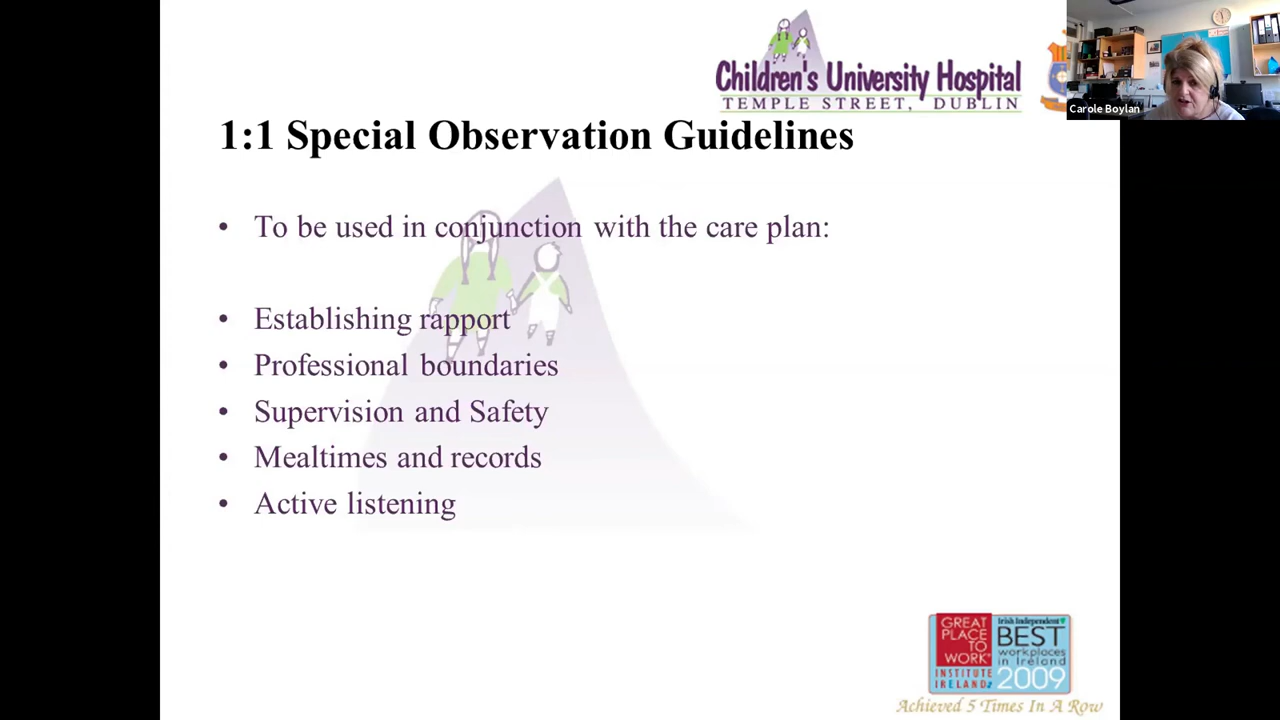 Children's University Hospital
TEMPLE STREET, DUBLIN
Carole Boylan
1:1 Special Observation Guidelines
• To be used in conjunction with the care plan:
• Establishing rapport
• Professional boundaries
• Supervision and Safety
• Mealtimes and records
• Active listening
GREAT
PLACE
TO
WORK®
INSTITUTE
IRELAND
Irish Independent
BEST
workplaces
in Ireland
2009
Achieved 5 Times In A Row